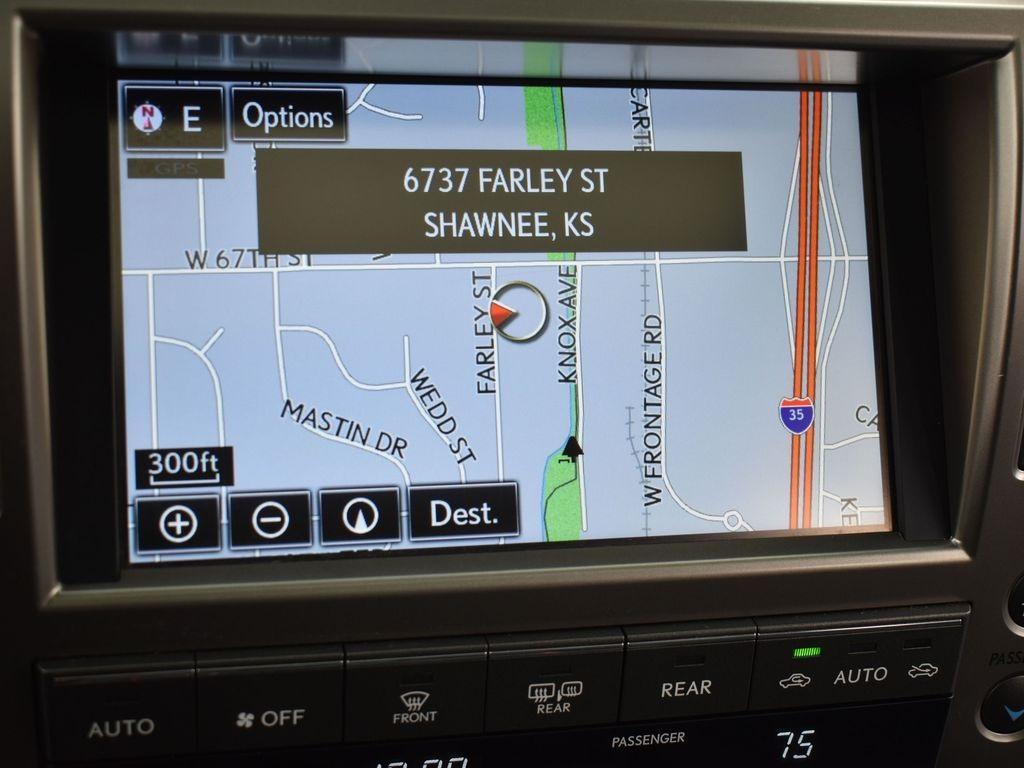 N E
Options
GPS
6737 FARLEY ST
SHAWNEE, KS
W 67TH ST
FARLEY ST
KNOX AVE
W FRONTAGE RD
MASTIN DR
WEDD ST
35
300ft
Dest.
AUTO
OFF
FRONT
REAR
REAR
AUTO
PASSENGER
75